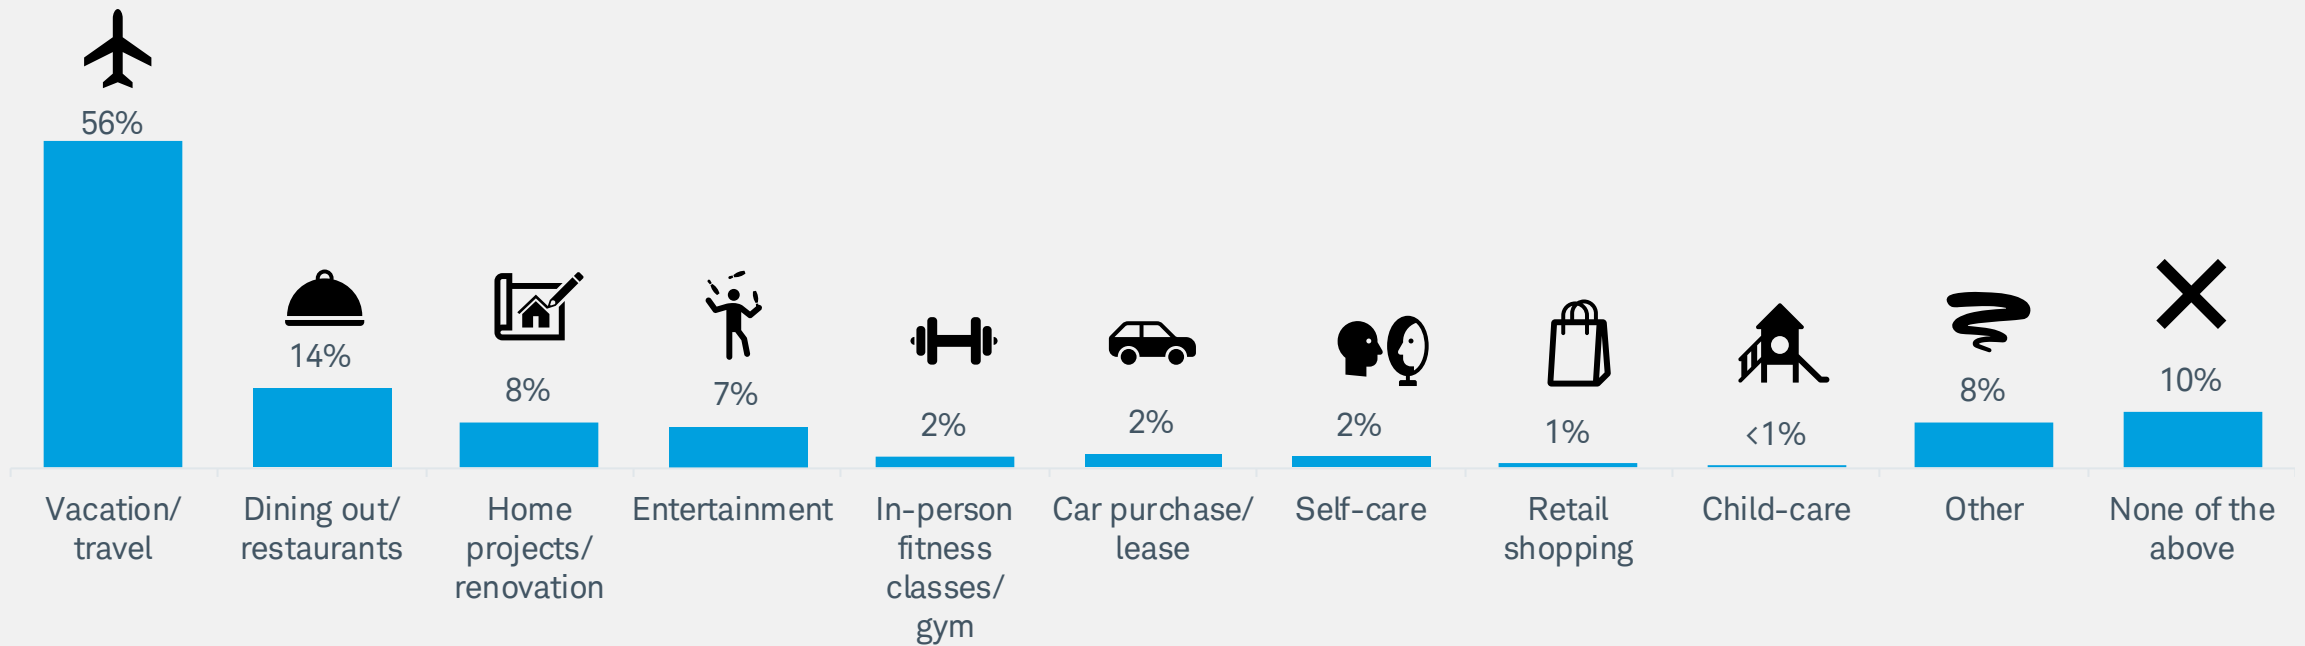 56%
14%
8%
7%
2%
2%
2%
1%
<1%
8%
10%
Vacation/
travel
Dining out/
restaurants
Home
projects/
renovation
Entertainment
In-person
fitness
classes/
gym
Car purchase/
lease
Self-care
Retail
shopping
Child-care
Other
None of the
above